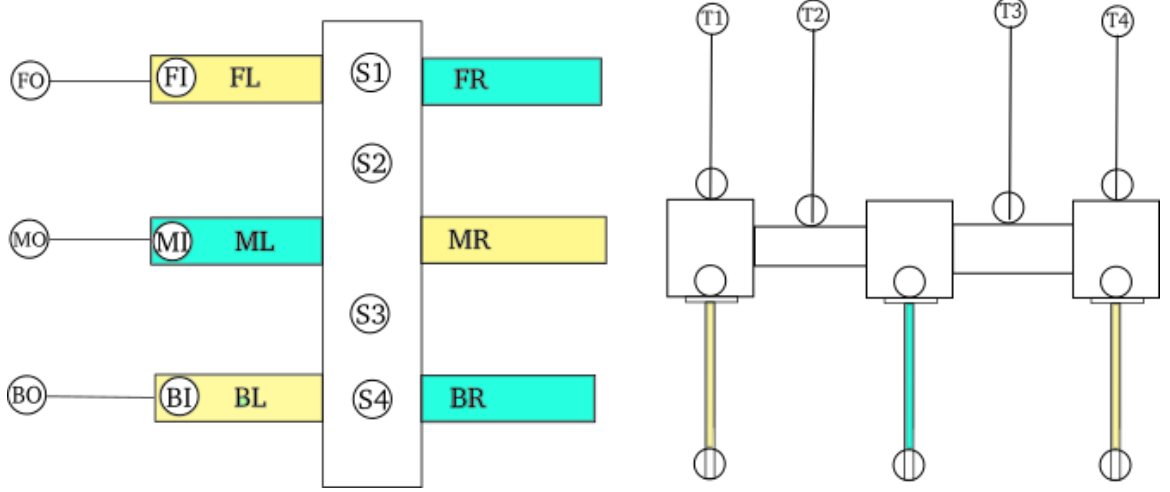 FO FI FL S1 FR
S2
MO MI ML MR
S3
BO BI BL S4 BR
T1 T2 T3 T4